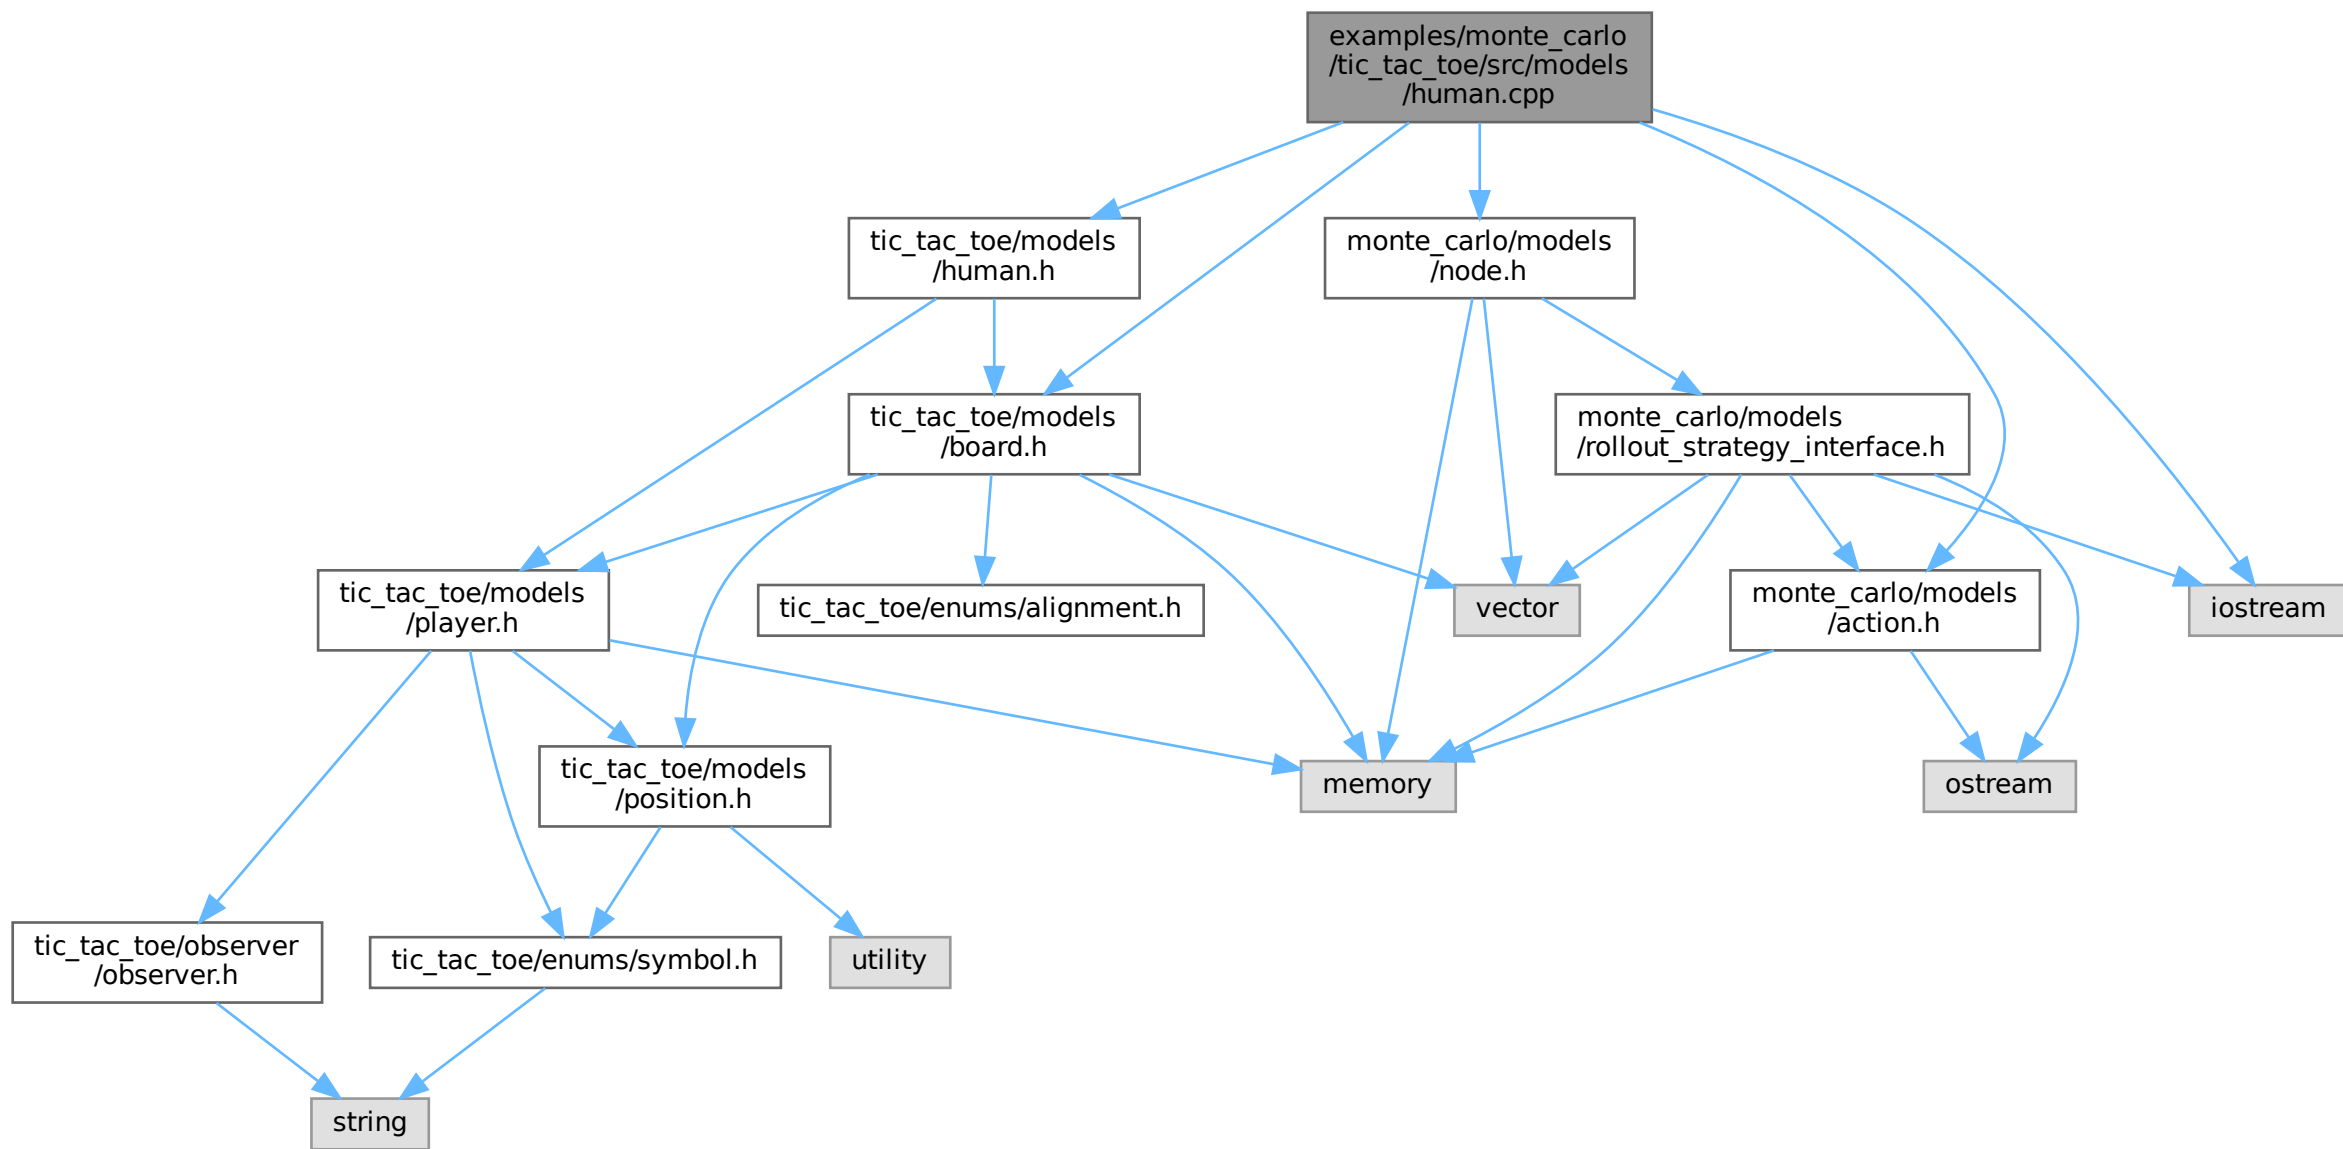 examples/monte_carlo
/tic_tac_toe/src/models
/human.cpp
tic_tac_toe/models
/human.h
monte_carlo/models
/node.h
tic_tac_toe/models
/board.h
monte_carlo/models
/rollout_strategy_interface.h
tic_tac_toe/models
/player.h
tic_tac_toe/enums/alignment.h
vector
monte_carlo/models
/action.h
iostream
tic_tac_toe/models
/position.h
memory
ostream
tic_tac_toe/observer
/observer.h
tic_tac_toe/enums/symbol.h
utility
string